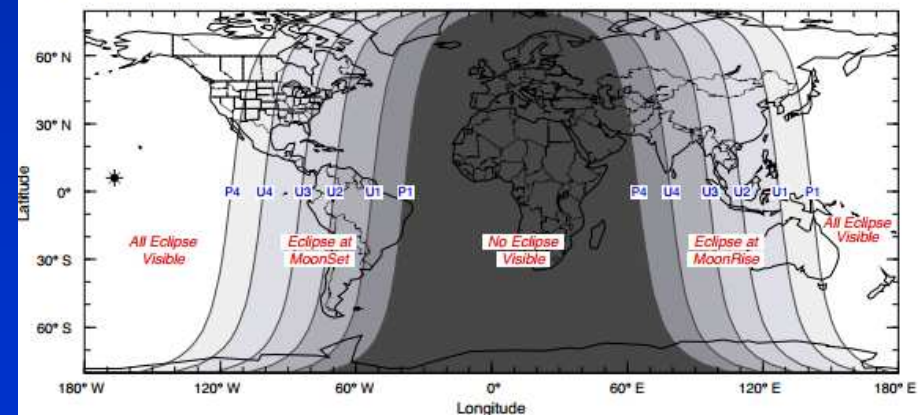 60° N
30° N
0°
30° S
60° S
Latitude
P4 U4 U3 U2 U1 P1 P4 U4 U3 U2 U1 P1
All Eclipse
Visible
Eclipse at
MoonSet
No Eclipse
Visible
Eclipse at
MoonRise
All Eclipse
Visible
180° W 120° W 60° W 0° 60° E 120° E 180° E
Longitude